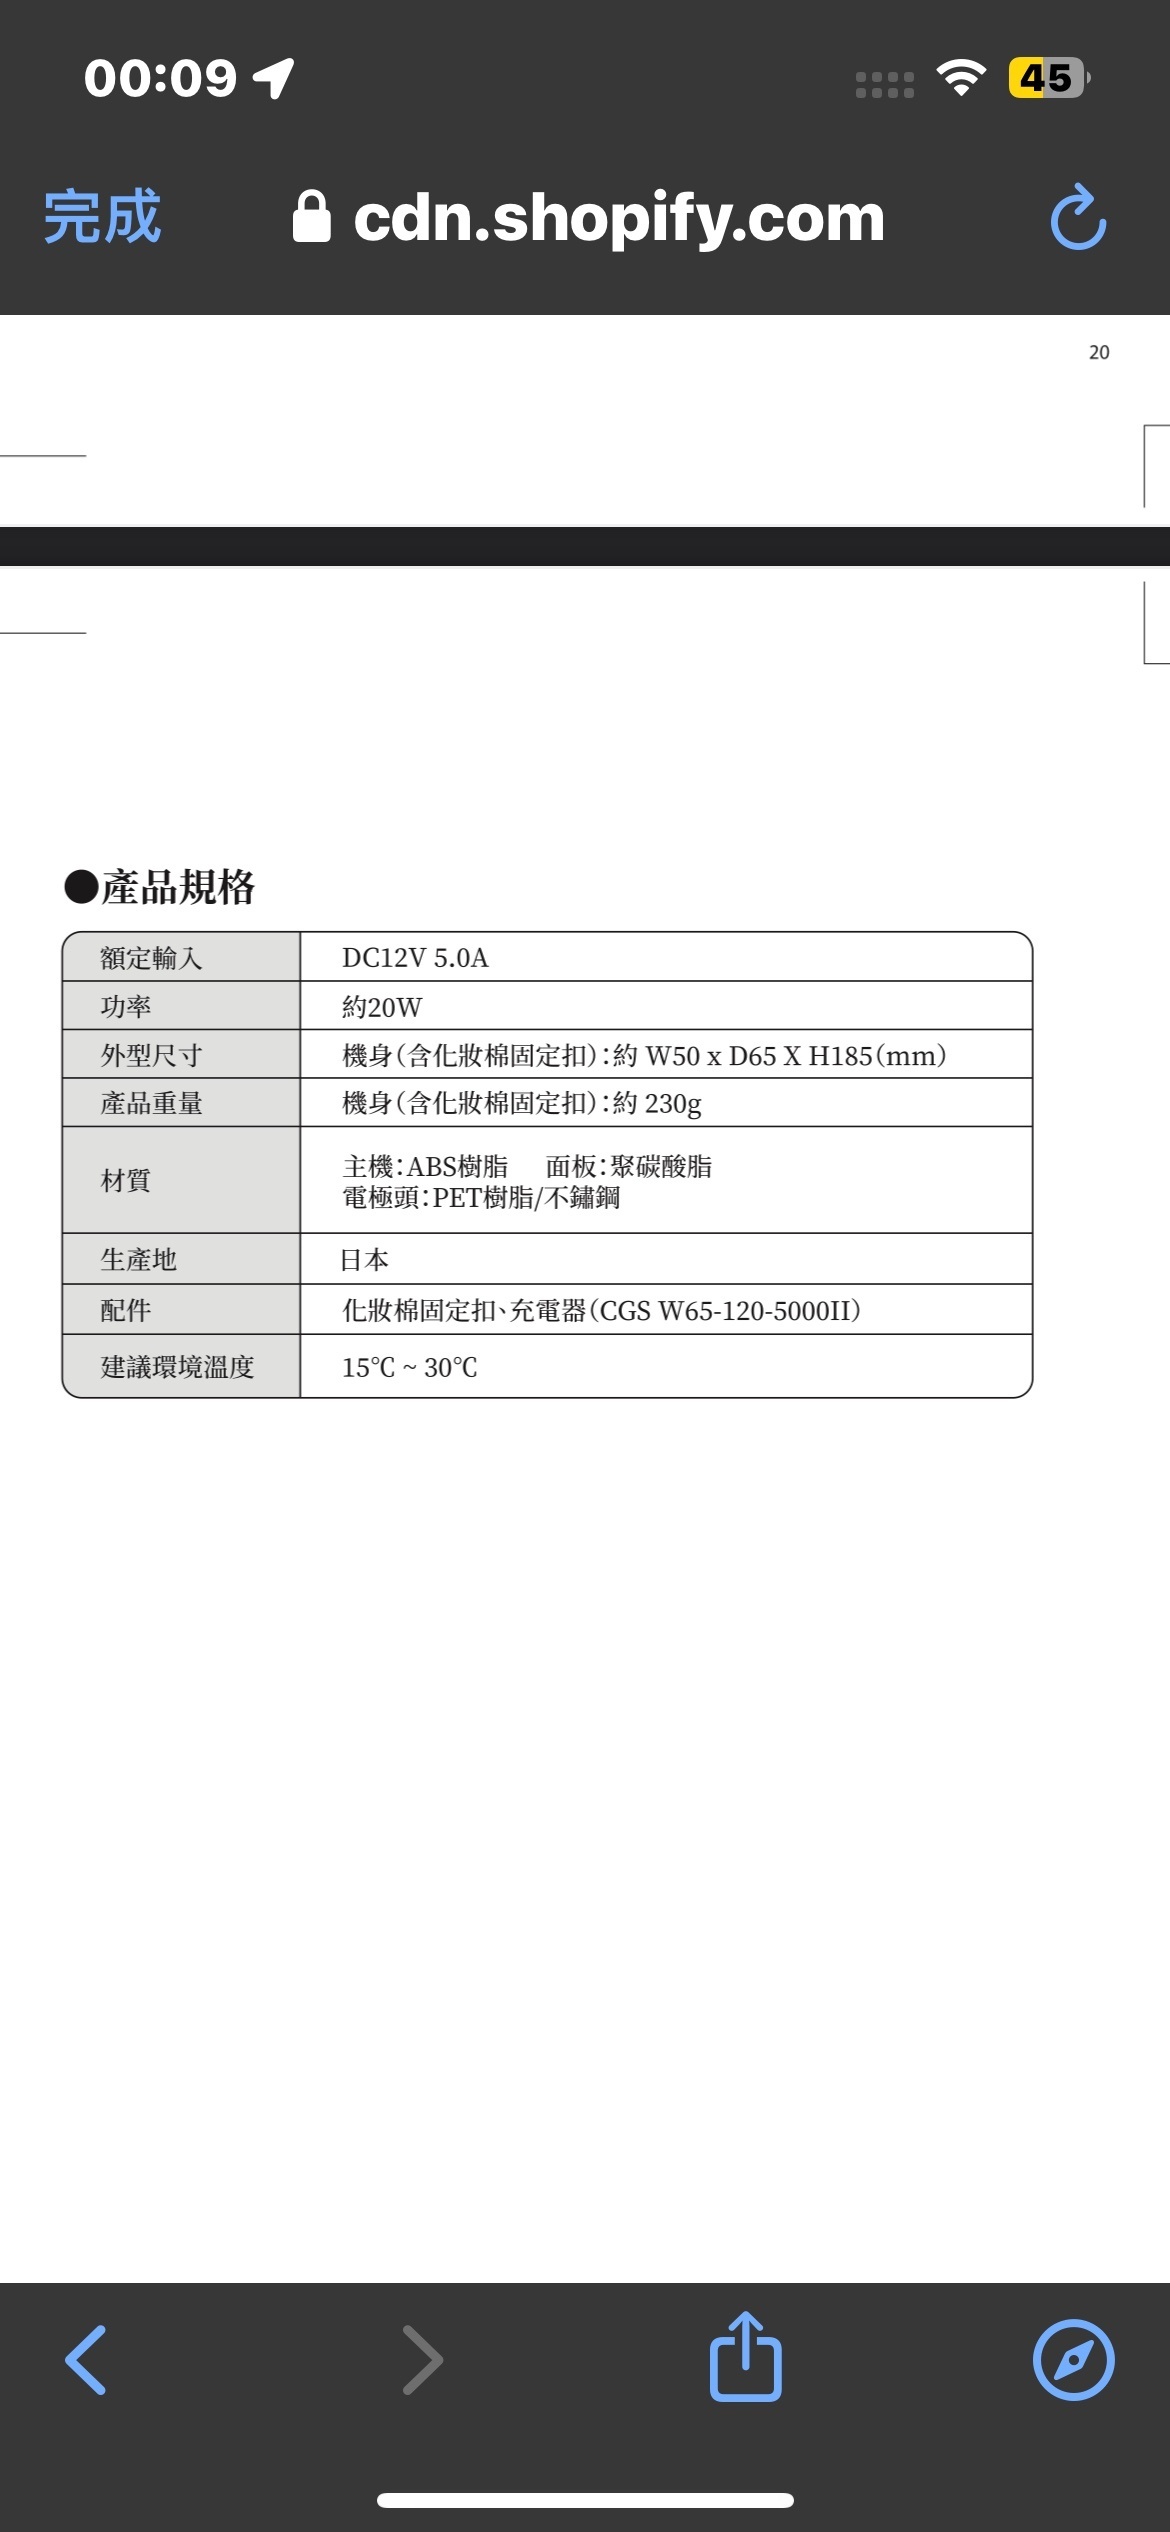 00:09
45
完成
cdn.shopify.com
20
●產品規格
額定輸入 DC12V 5.0A
功率 約20W
外型尺寸 機身(含化妝棉固定扣):約 W50 x D65 X H185(mm)
產品重量 機身(含化妝棉固定扣):約 230g
材質 主機:ABS樹脂 面板:聚碳酸脂
電極頭:PET樹脂/不鏽鋼
生產地 日本
配件 化妝棉固定扣、充電器(CGS W65-120-5000II)
建議環境溫度 15℃ ~ 30℃